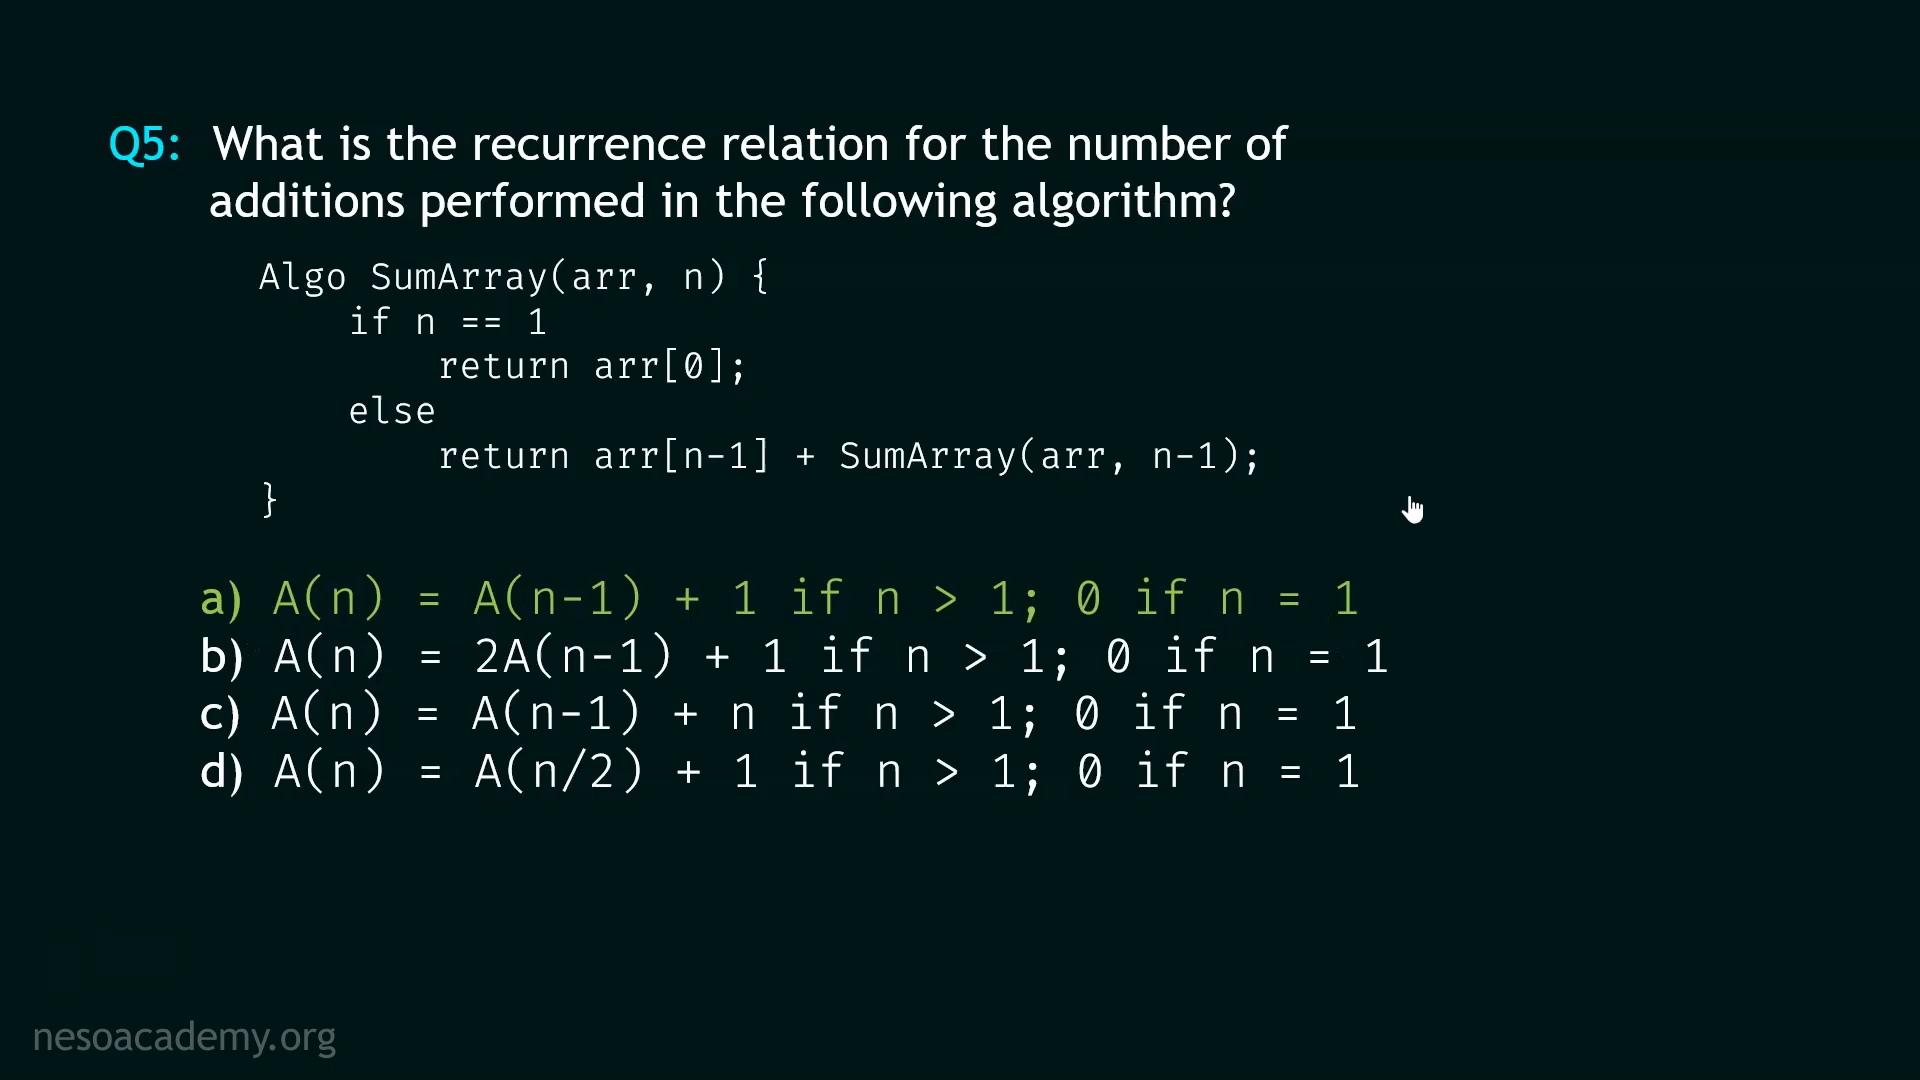 Q5: What is the recurrence relation for the number of
additions performed in the following algorithm?
Algo SumArray(arr, n) {
if n == 1
return arr[0];
else
return arr[n-1] + SumArray(arr, n-1);
}
a) A(n) = A(n-1) + 1 if n > 1; 0 if n = 1
b) A(n) = 2A(n-1) + 1 if n > 1; 0 if n = 1
c) A(n) = A(n-1) + n if n > 1; 0 if n = 1
d) A(n) = A(n/2) + 1 if n > 1; 0 if n = 1
nesoacademy.org